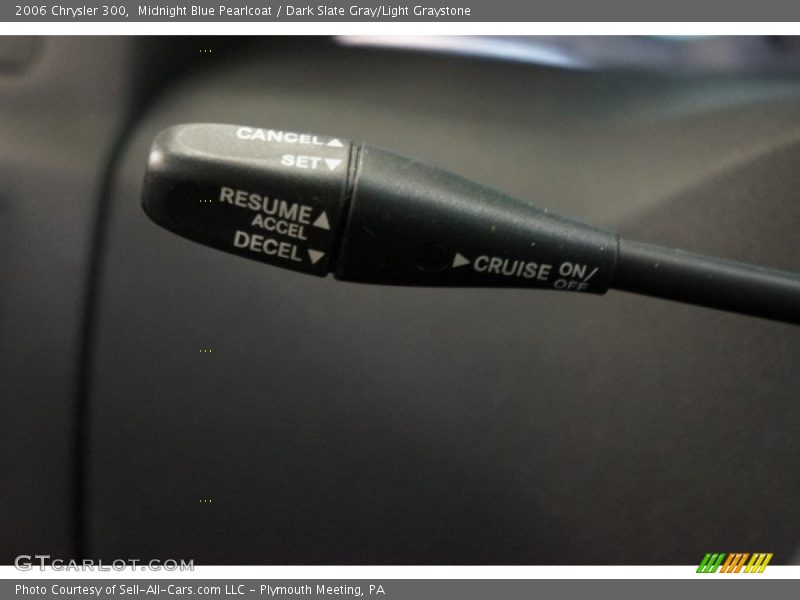 2006 Chrysler 300,  Midnight Blue Pearlcoat / Dark Slate Gray/Light Graystone
CANCEL▲
SET▼
RESUME▲
ACCEL
DECEL▼
▶CRUISE ON/
OFF
GTCARLOT.COM
Photo Courtesy of Sell-All-Cars.com LLC - Plymouth Meeting, PA